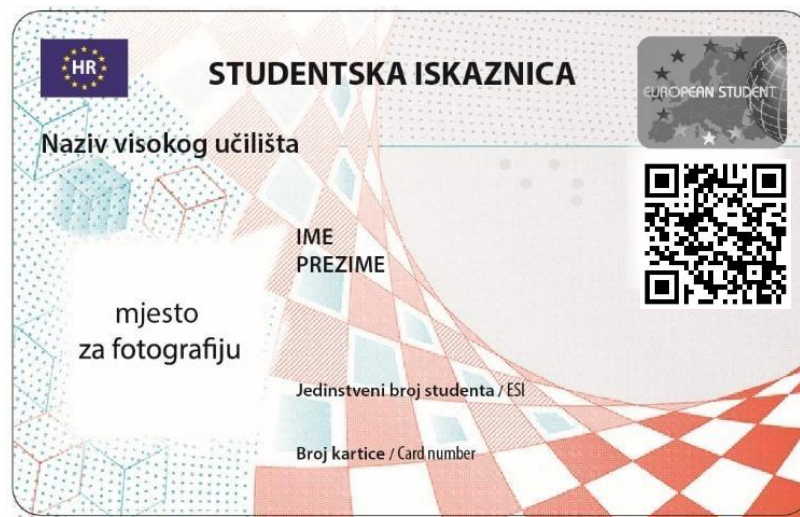 HR
STUDENTSKA ISKAZNICA
EUROPEAN STUDENT
Naziv visokog učilišta
IME
PREZIME
mjesto
za fotografiju
Jedinstveni broj studenta / ESI
Broj kartice / Card number